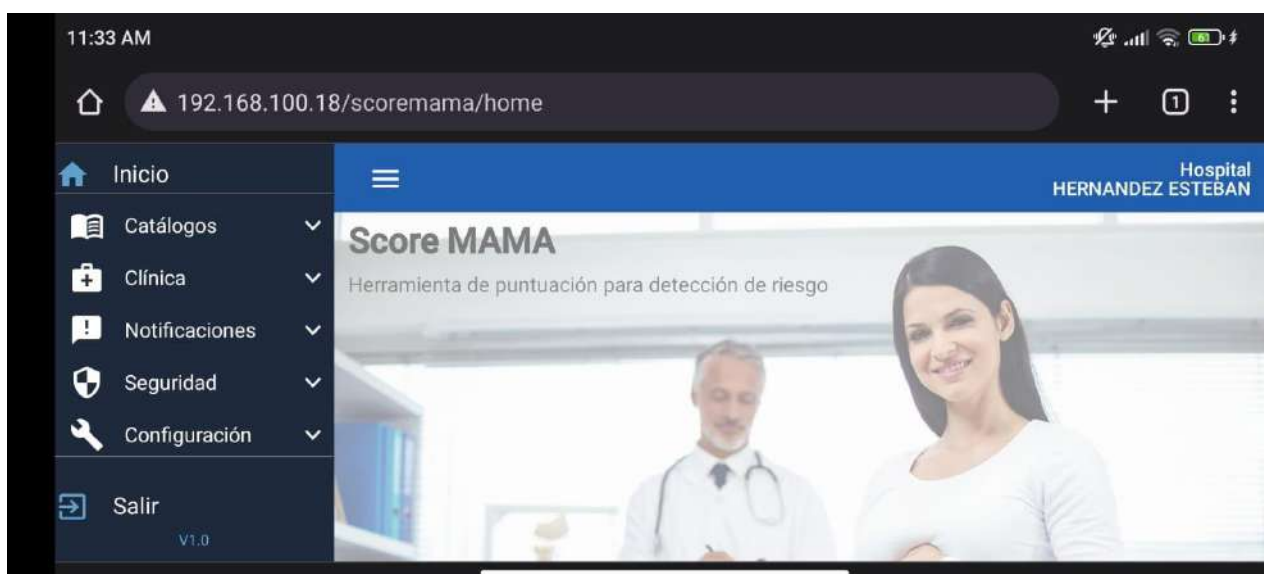 11:33 AM
61
192.168.100.18/scoremama/home
1
Inicio
Catálogos
Clínica
Notificaciones
Seguridad
Configuración
Salir
V1.0
Hospital
HERNANDEZ ESTEBAN
Score MAMA
Herramienta de puntuación para detección de riesgo